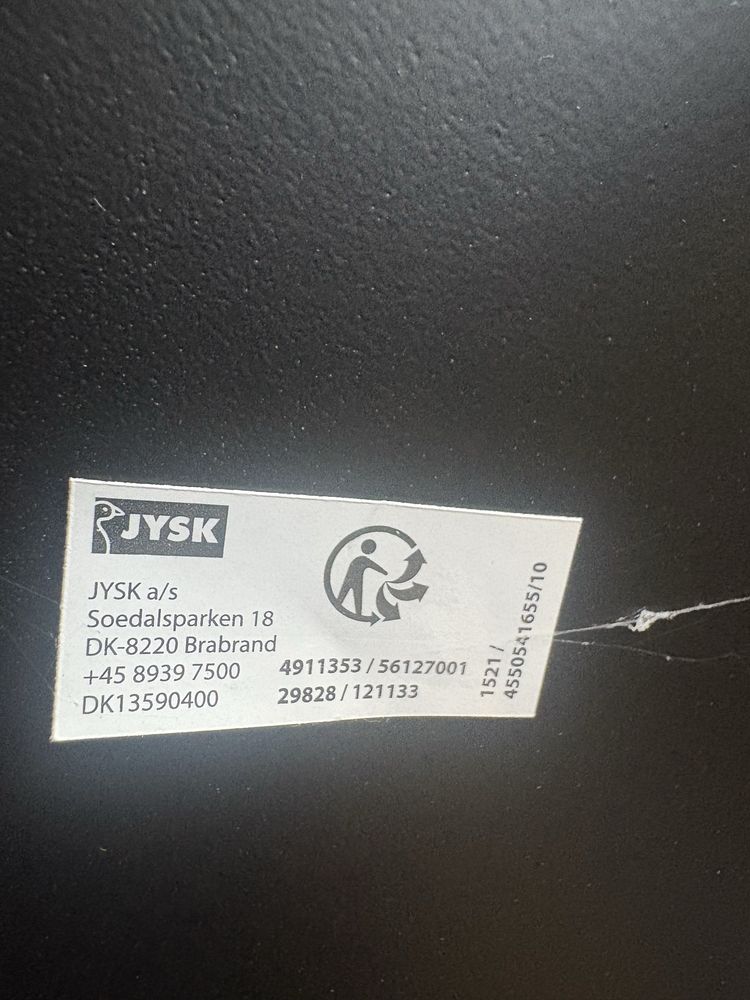 JYSK
JYSK a/s
Soedalsparken 18
DK-8220 Brabrand
+45 8939 7500
DK13590400
4911353 / 56127001
29828 / 121133
1521 /
4550541655/10